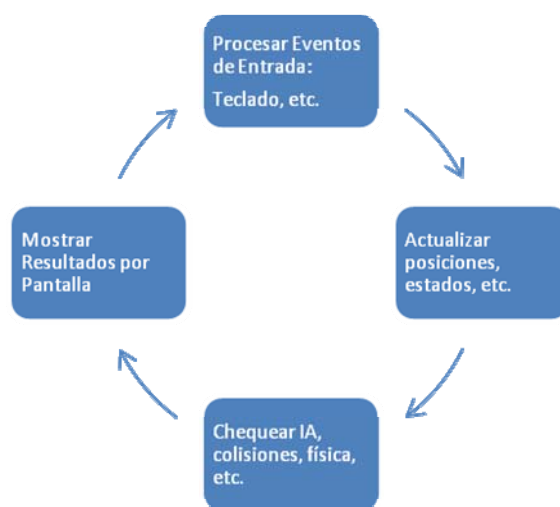 Procesar Eventos
de Entrada:
Teclado, etc.
Actualizar
posiciones,
estados, etc.
Chequear IA,
colisiones, física,
etc.
Mostrar
Resultados por
Pantalla